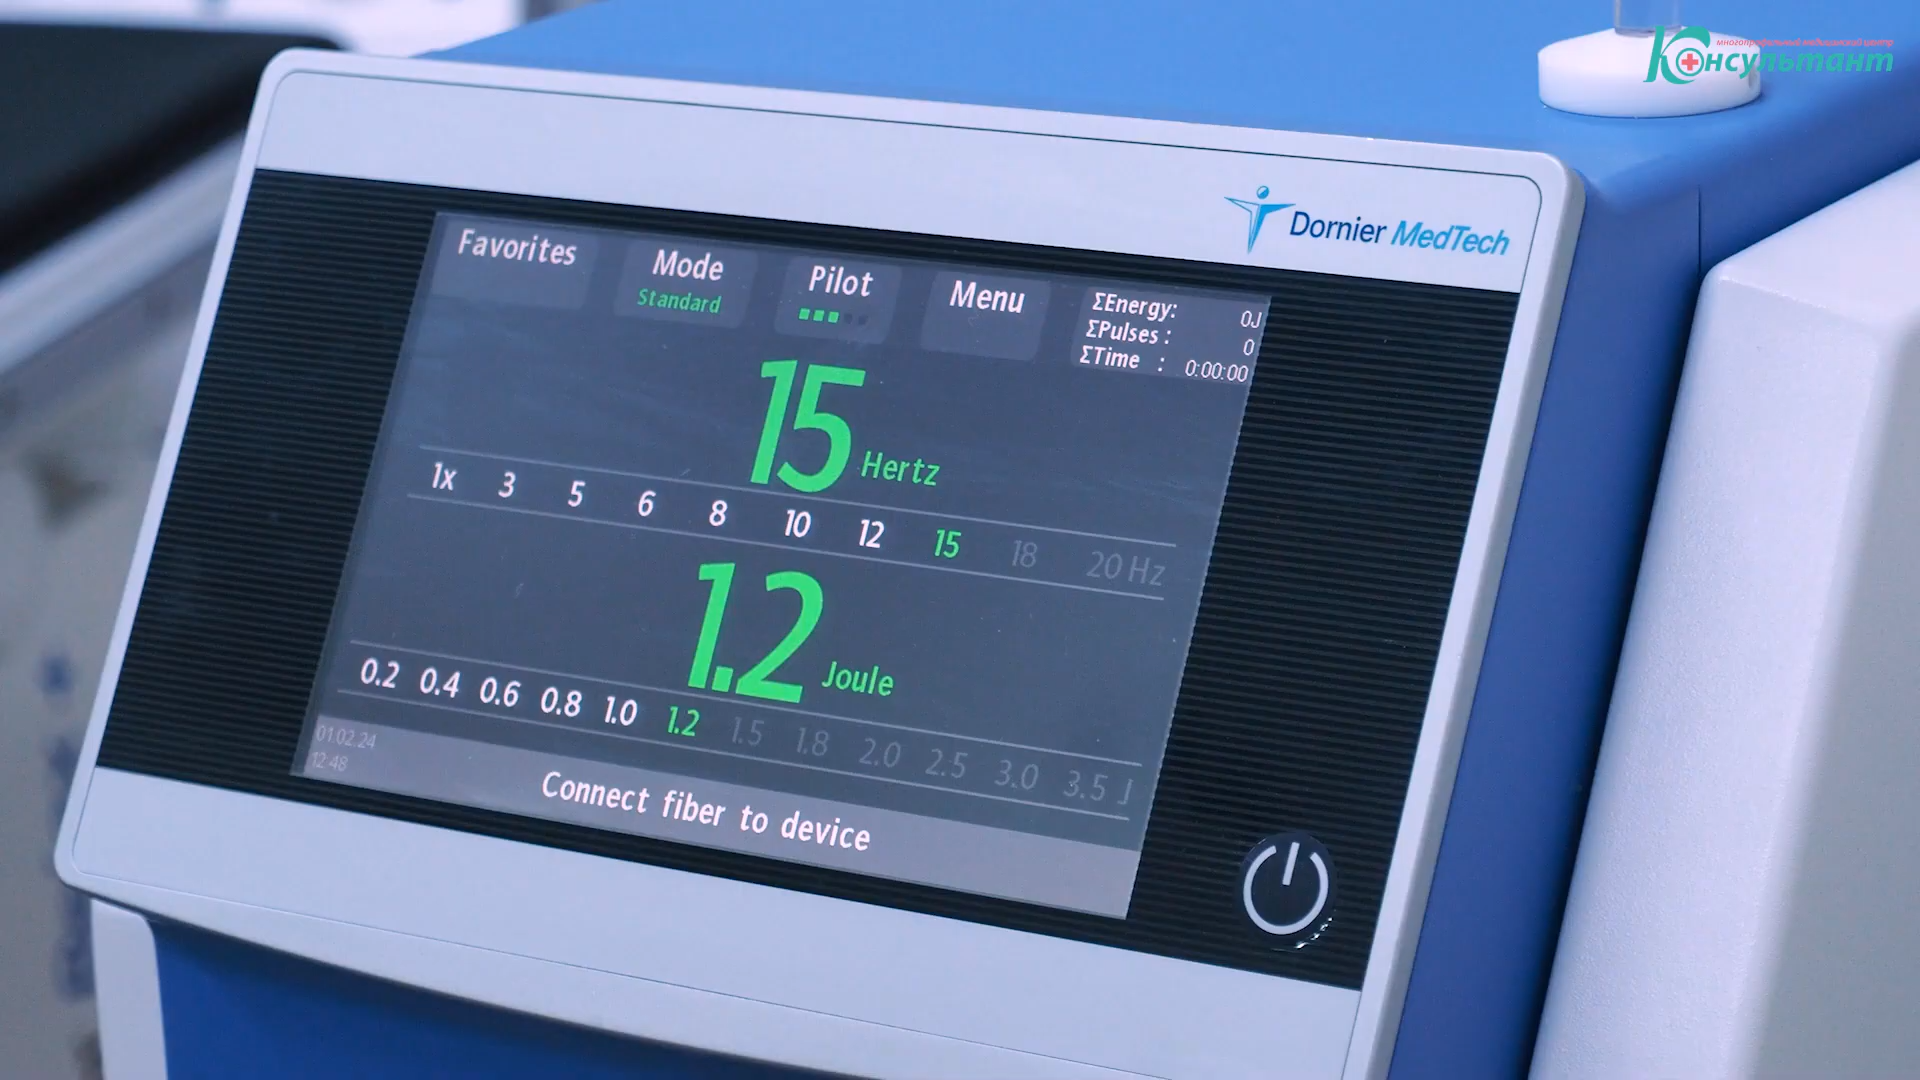 многопрофильный медицинский центр
Консультант
Dornier MedTech
Favorites
Mode
Standard
Pilot
Menu
ΣEnergy: 0J
ΣPulses : 0
ΣTime : 0:00:00
15 Hertz
1x 3 5 6 8 10 12 15 18 20 Hz
1.2 Joule
0.2 0.4 0.6 0.8 1.0 1.2 1.5 1.8 2.0 2.5 3.0 3.5 J
01.02.24
12:48
Connect fiber to device